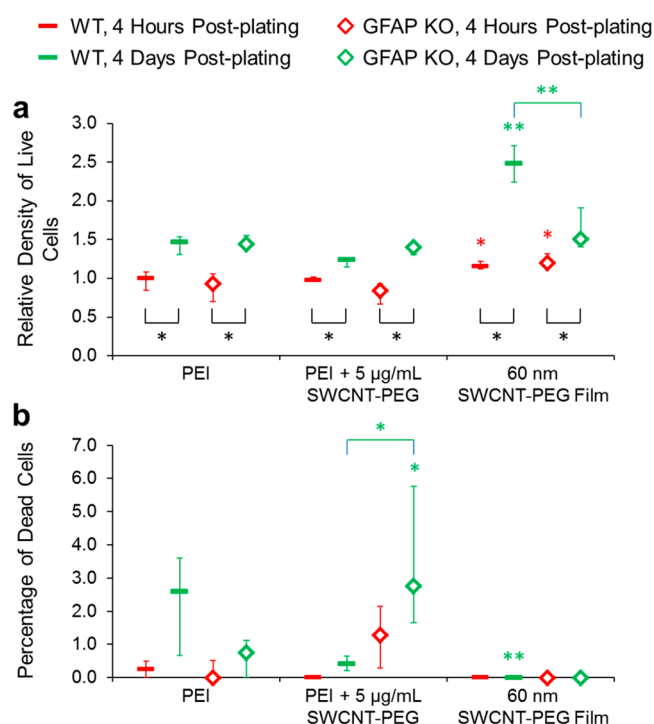 WT, 4 Hours Post-plating
GFAP KO, 4 Hours Post-plating
WT, 4 Days Post-plating
GFAP KO, 4 Days Post-plating
a
Relative Density of Live
Cells
3.0
2.5
2.0
1.5
1.0
0.5
0.0
**
**
*
*
*
*
*
*
*
*
PEI
PEI + 5 µg/mL
SWCNT-PEG
60 nm
SWCNT-PEG Film
b
Percentage of Dead Cells
7.0
6.0
5.0
4.0
3.0
2.0
1.0
0.0
*
*
**
PEI
PEI + 5 µg/mL
SWCNT-PEG
60 nm
SWCNT-PEG Film